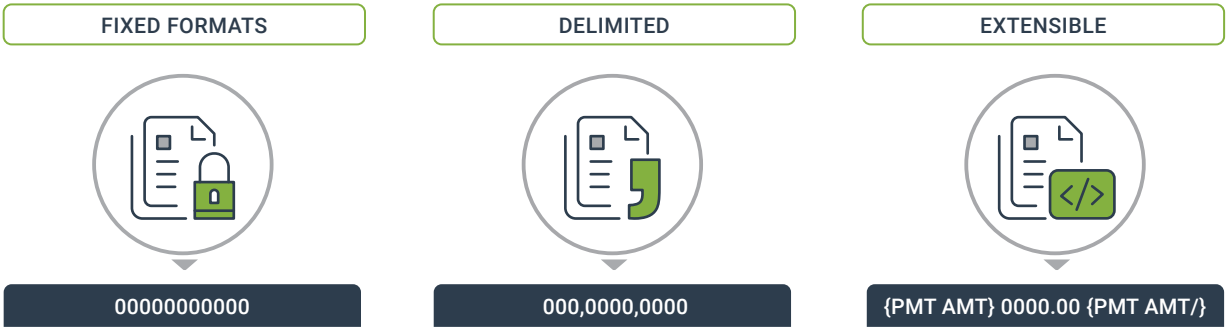 FIXED FORMATS
DELIMITED
EXTENSIBLE
</>
00000000000
000,0000,0000
{PMT AMT} 0000.00 {PMT AMT/}